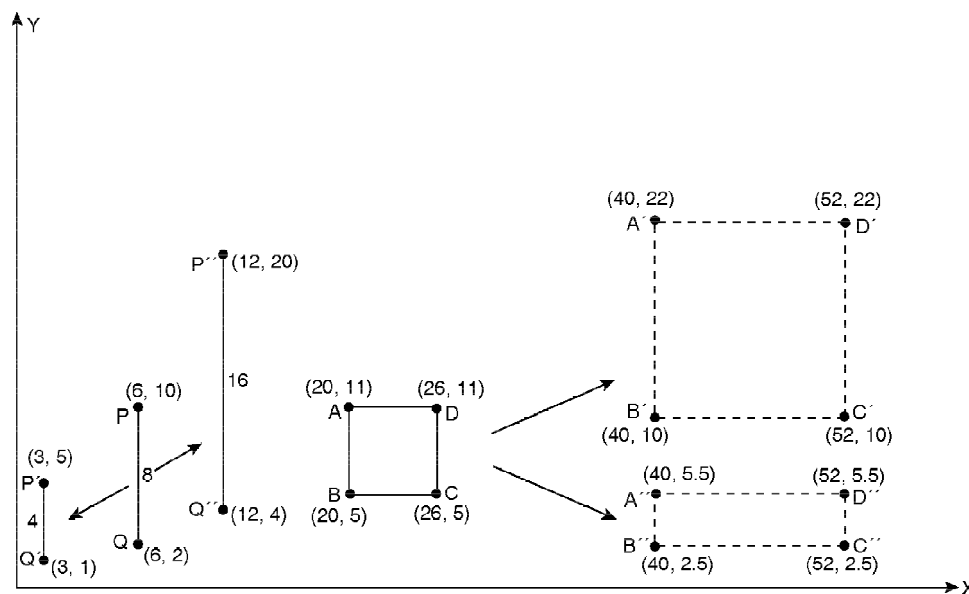 Y
(40, 22)
(52, 22)
A´
D´
P´´
(12, 20)
16
(6, 10)
P
(20, 11)
(26, 11)
A
D
B´
C´
(40, 10)
(52, 10)
(3, 5)
P´
8
(40, 5.5)
(52, 5.5)
A´´
D´´
B
C
(20, 5)
(26, 5)
Q´´
(12, 4)
4
Q
(6, 2)
B´´
C´´
(40, 2.5)
(52, 2.5)
Q´
(3, 1)
X